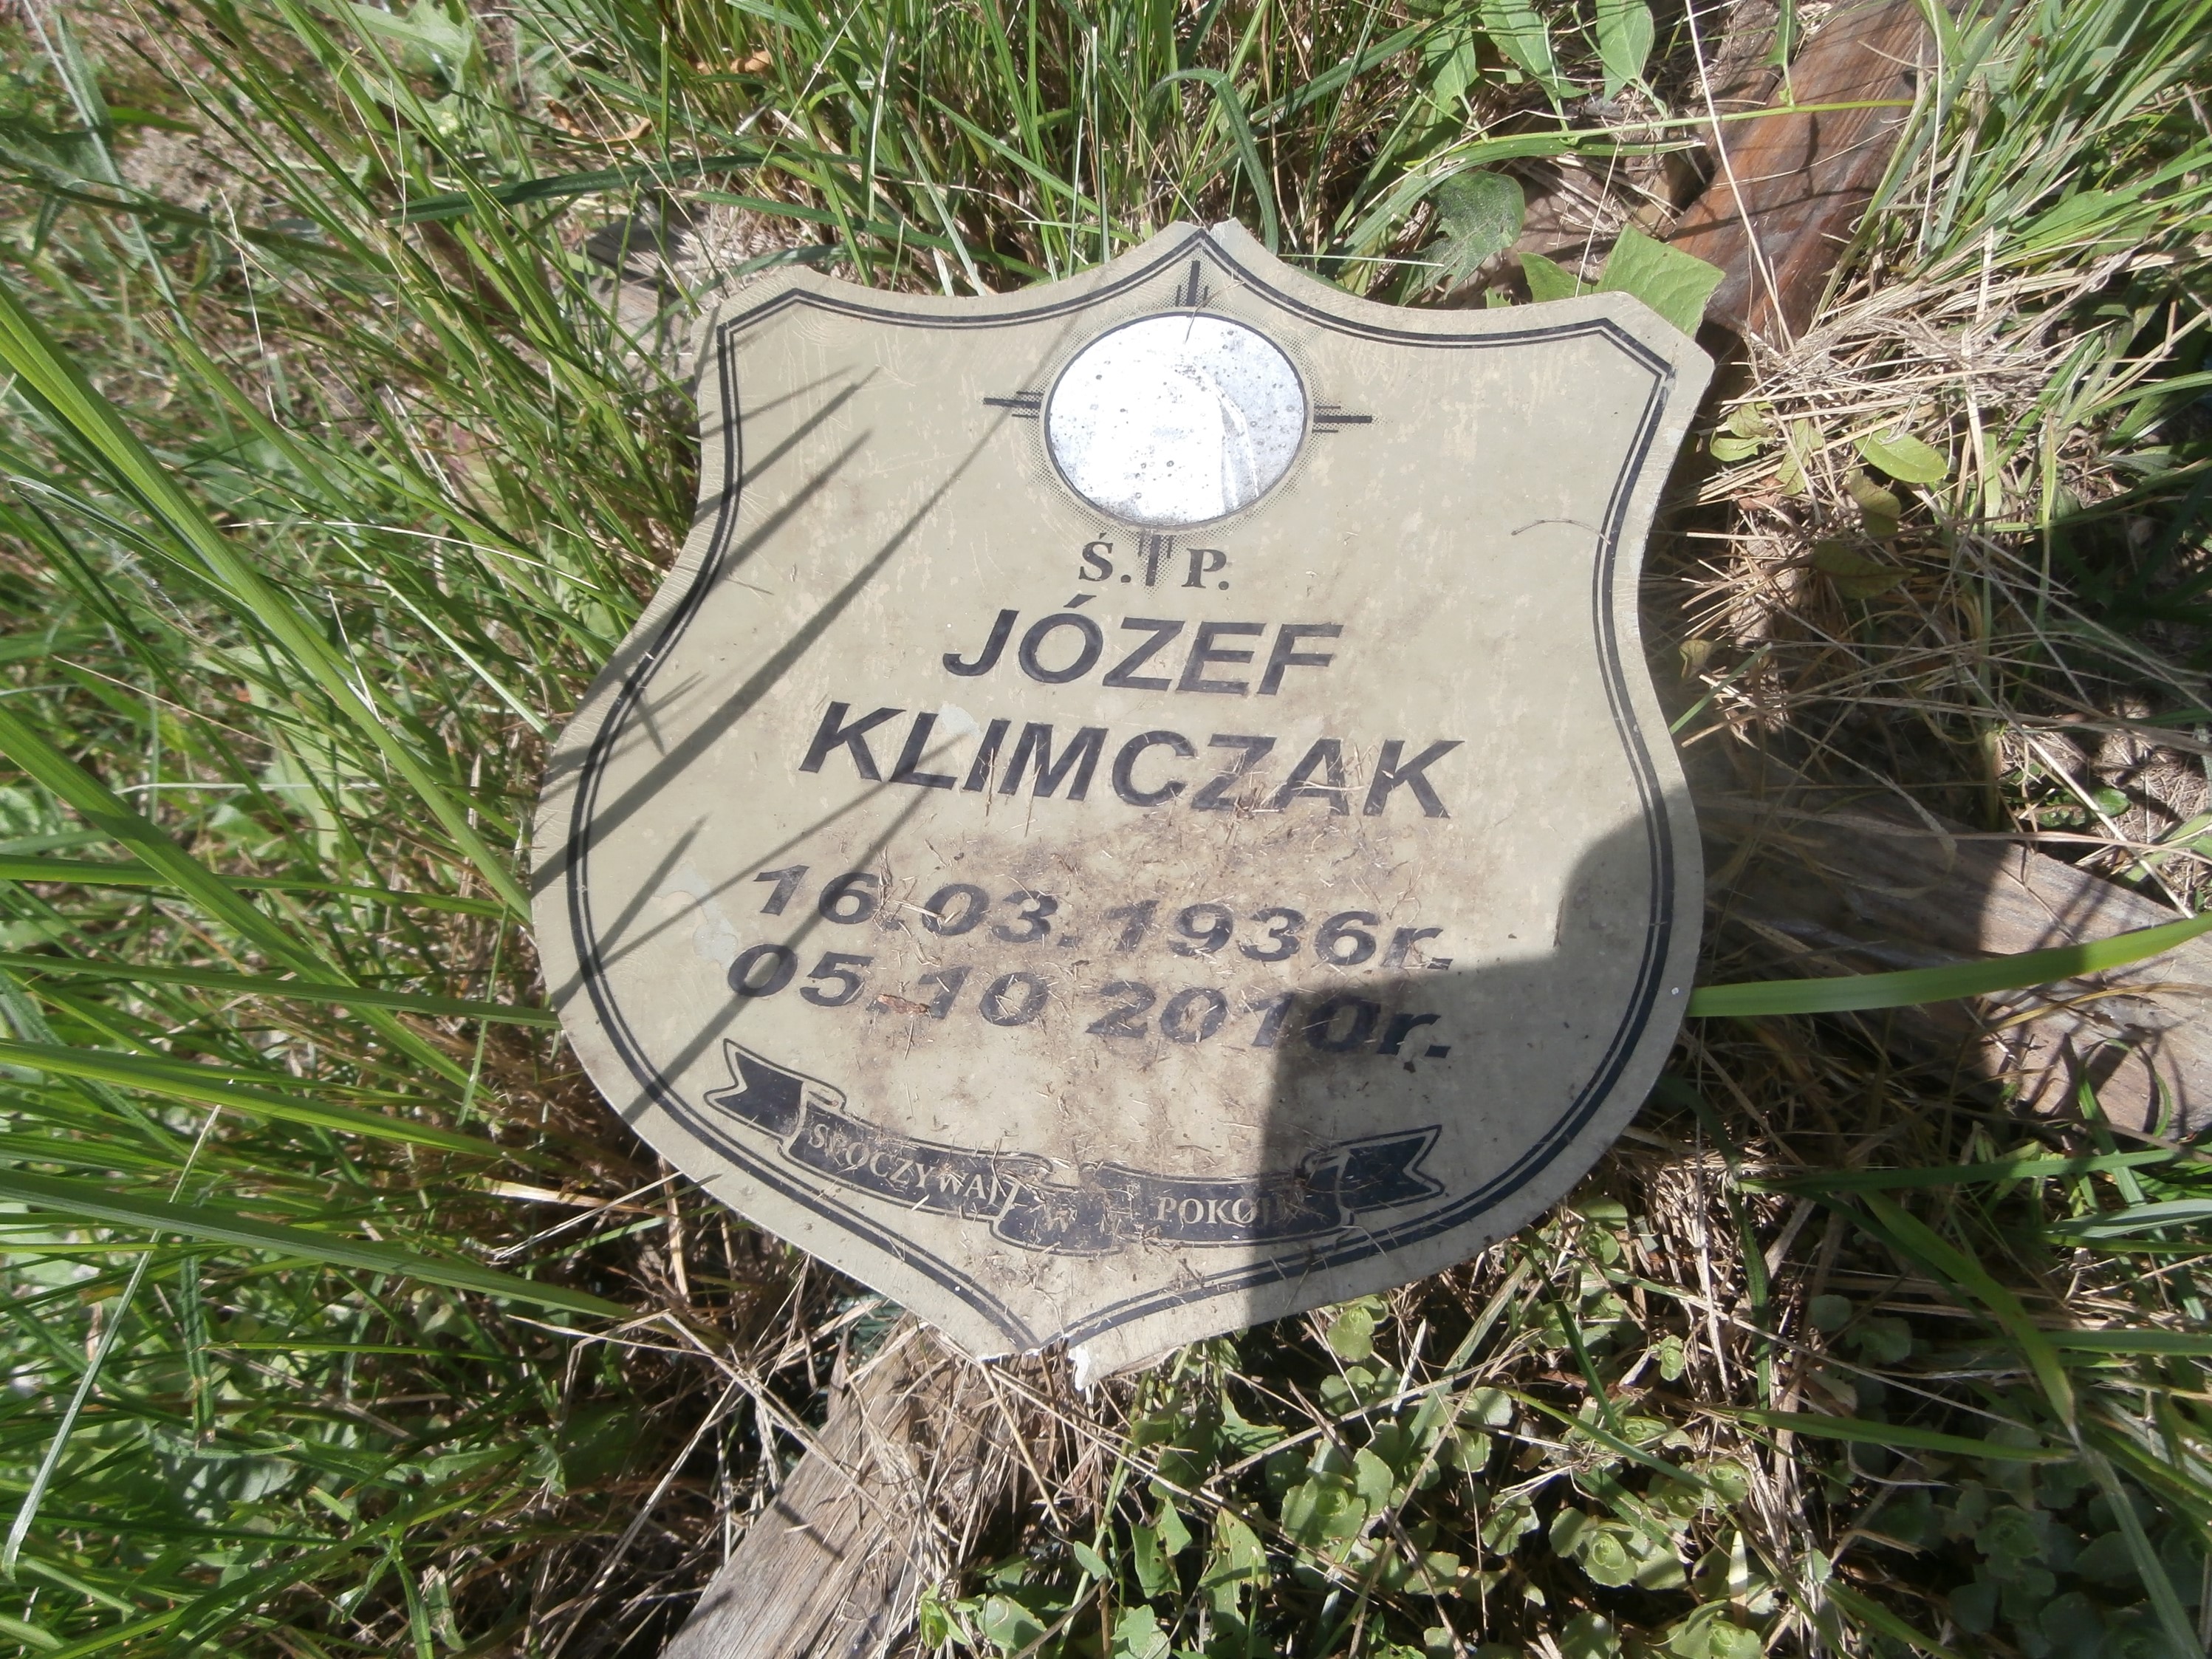 Ś. P.
JÓZEF
KLIMCZAK
16.03.1936r.
05.10 2010r.
SPOCZYWAJ W POKOJU